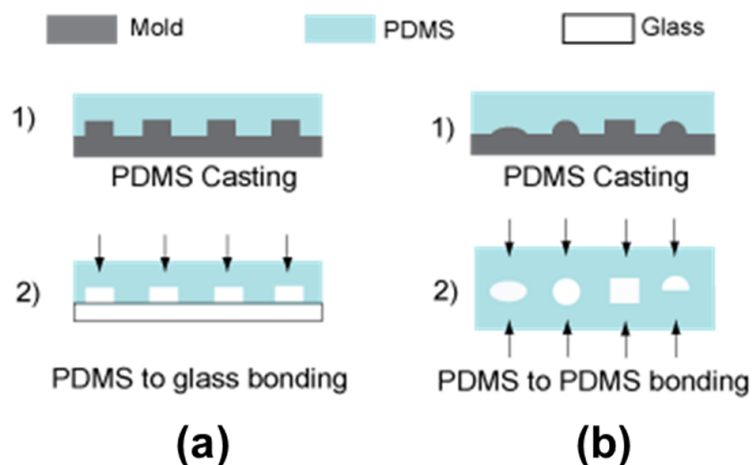 Mold PDMS Glass
1) 1)
PDMS Casting PDMS Casting
2) 2)
PDMS to glass bonding PDMS to PDMS bonding
(a) (b)